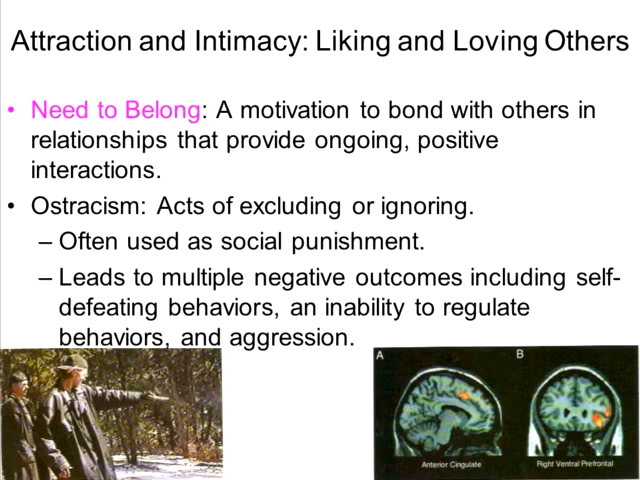 Attraction and Intimacy: Liking and Loving Others
• Need to Belong: A motivation to bond with others in
relationships that provide ongoing, positive
interactions.
• Ostracism: Acts of excluding or ignoring.
– Often used as social punishment.
– Leads to multiple negative outcomes including self-
defeating behaviors, an inability to regulate
behaviors, and aggression.
A
B
Anterior Cingulate
Right Ventral Prefrontal